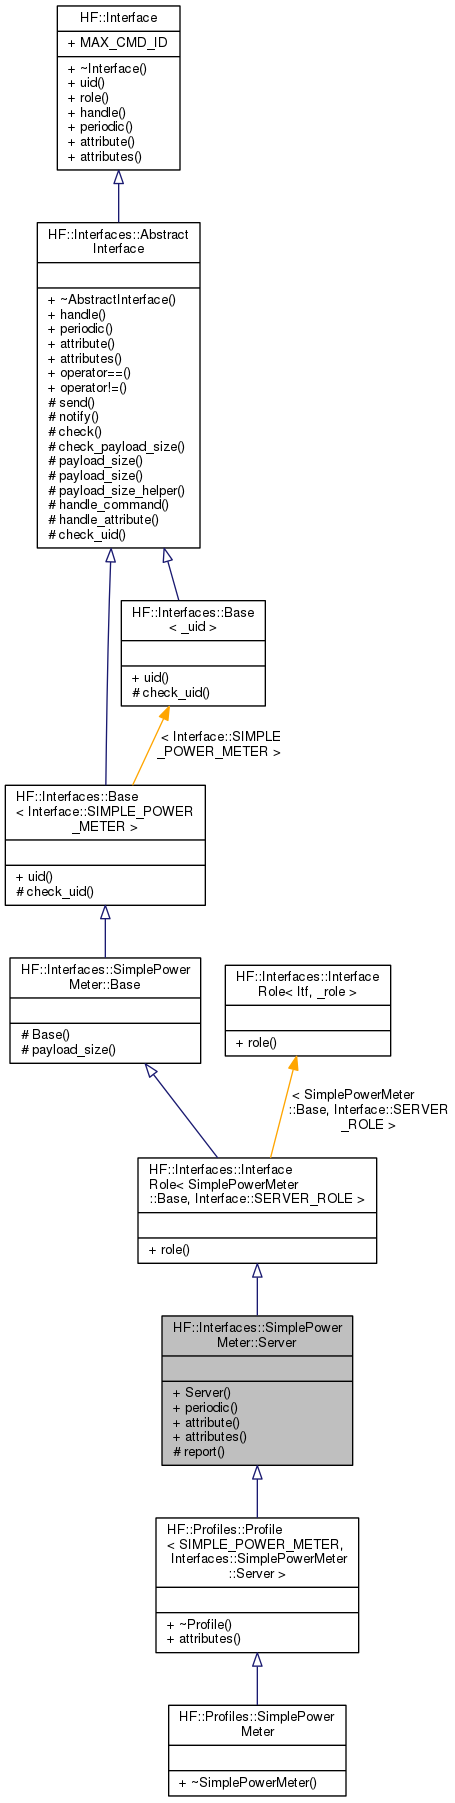 HF::Interface
+ MAX_CMD_ID
+ ~Interface()
+ uid()
+ role()
+ handle()
+ periodic()
+ attribute()
+ attributes()
HF::Interfaces::Abstract
Interface
+ ~AbstractInterface()
+ handle()
+ periodic()
+ attribute()
+ attributes()
+ operator==()
+ operator!=()
# send()
# notify()
# check()
# check_payload_size()
# payload_size()
# payload_size()
# payload_size_helper()
# handle_command()
# handle_attribute()
# check_uid()
HF::Interfaces::Base
< _uid >
+ uid()
# check_uid()
< Interface::SIMPLE
_POWER_METER >
HF::Interfaces::Base
< Interface::SIMPLE_POWER
_METER >
+ uid()
# check_uid()
HF::Interfaces::SimplePower
Meter::Base
# Base()
# payload_size()
HF::Interfaces::Interface
Role< Itf, _role >
+ role()
< SimplePowerMeter
::Base, Interface::SERVER
_ROLE >
HF::Interfaces::Interface
Role< SimplePowerMeter
::Base, Interface::SERVER_ROLE >
+ role()
HF::Interfaces::SimplePower
Meter::Server
+ Server()
+ periodic()
+ attribute()
+ attributes()
# report()
HF::Profiles::Profile
< SIMPLE_POWER_METER,
Interfaces::SimplePowerMeter
::Server >
+ ~Profile()
+ attributes()
HF::Profiles::SimplePower
Meter
+ ~SimplePowerMeter()